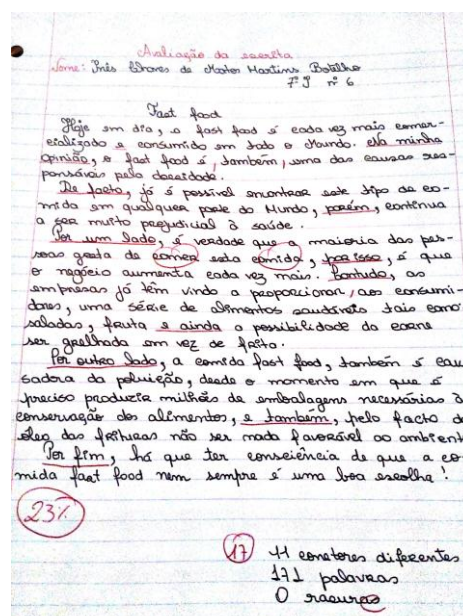 Avaliação da escrita
Nome: Inês de Martins Botelho
7º J nº 6
Fast food
Hoje em dia, o fast food é cada vez mais comer-
cializado e consumido em todo o Mundo. Na minha
opinião, o fast food é, também, uma das causas res-
ponsáveis pela obesidade.
De facto, já é possível encontrar este tipo de co-
mida em qualquer parte do Mundo, porém, continua
a ser muito prejudicial à saúde.
Por um lado, é verdade que a maioria das pes-
soas gosta de comer esta comida, por isso, é que
o negócio aumenta cada vez mais. Contudo, as
empresas já têm vindo a proporcionar, aos consumi-
dores, uma série de alimentos saudáveis tais como
saladas, fruta e ainda a possibilidade da carne
ser grelhada em vez de frita.
Por outro lado, a comida fast food, também é cau
sadora da poluição, desde o momento em que é
preciso produzir milhões de embalagens necessárias à
conservação dos alimentos, e também, pelo facto do
óleo das frituras não ser nada favorável ao ambient
Por fim, há que ter consciência de que a co-
mida fast food nem sempre é uma boa escolha!
23%
17 11 conetores diferentes
171 palavras
0 rasuras